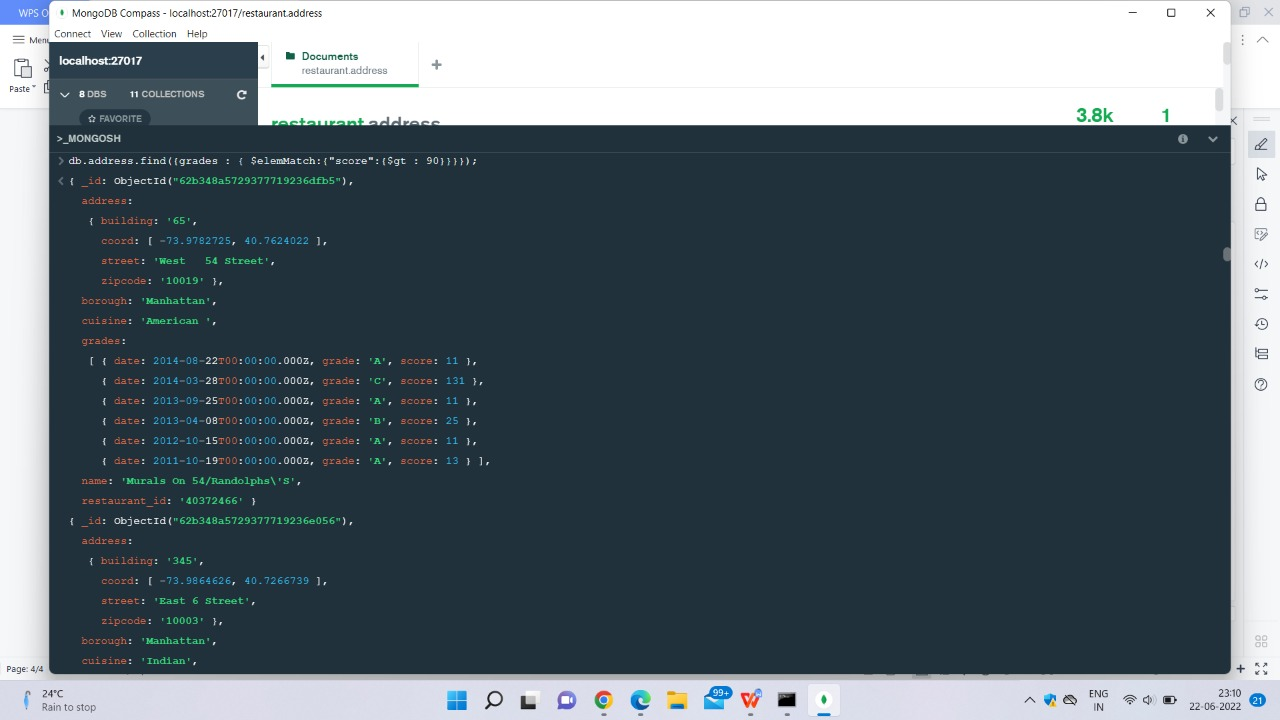 WPS O
MongoDB Compass - localhost:27017/restaurant.address
Menu
Connect View Collection Help
localhost:27017
Documents
restaurant.address
Paste
8 DBS 11 COLLECTIONS
FAVORITE
restaurant.address
3.8k 1
>_MONGOSH
> db.address.find({grades : { $elemMatch:{"score":{$gt : 90}}}});
< { _id: ObjectId("62b348a5729377719236dfb5"),
address:
{ building: '65',
coord: [ -73.9782725, 40.7624022 ],
street: 'West   54 Street',
zipcode: '10019' },
borough: 'Manhattan',
cuisine: 'American ',
grades:
[ { date: 2014-08-22T00:00:00.000Z, grade: 'A', score: 11 },
{ date: 2014-03-28T00:00:00.000Z, grade: 'C', score: 131 },
{ date: 2013-09-25T00:00:00.000Z, grade: 'A', score: 11 },
{ date: 2013-04-08T00:00:00.000Z, grade: 'B', score: 25 },
{ date: 2012-10-15T00:00:00.000Z, grade: 'A', score: 11 },
{ date: 2011-10-19T00:00:00.000Z, grade: 'A', score: 13 } ],
name: 'Murals On 54/Randolphs\'S',
restaurant_id: '40372466' }
{ _id: ObjectId("62b348a5729377719236e056"),
address:
{ building: '345',
coord: [ -73.9864626, 40.7266739 ],
street: 'East 6 Street',
zipcode: '10003' },
borough: 'Manhattan',
cuisine: 'Indian',
Page: 4/4
24°C
Rain to stop
99+
ENG
IN
23:10
22-06-2022
21